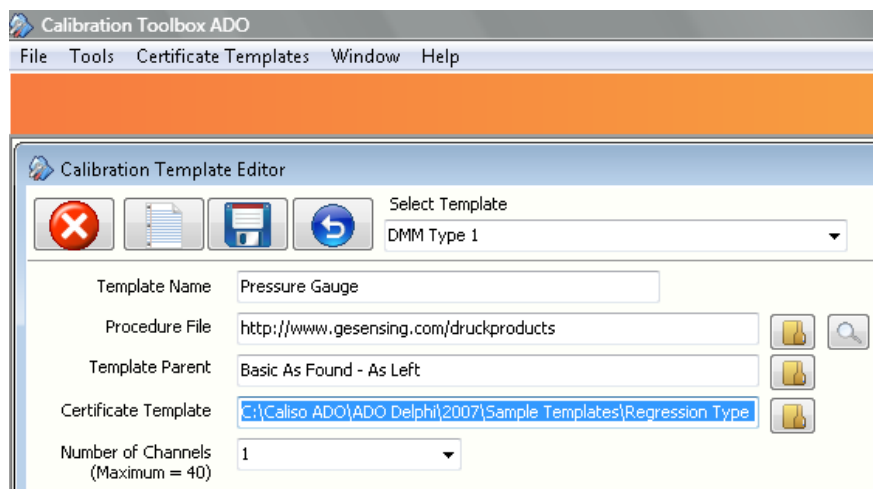 Calibration Toolbox ADO
File Tools Certificate Templates Window Help
Calibration Template Editor
Select Template
DMM Type 1
Template Name Pressure Gauge
Procedure File http://www.gesensing.com/druckproducts
Template Parent Basic As Found - As Left
Certificate Template C:\Caliso ADO\ADO Delphi\2007\Sample Templates\Regression Type
Number of Channels 1
(Maximum = 40)